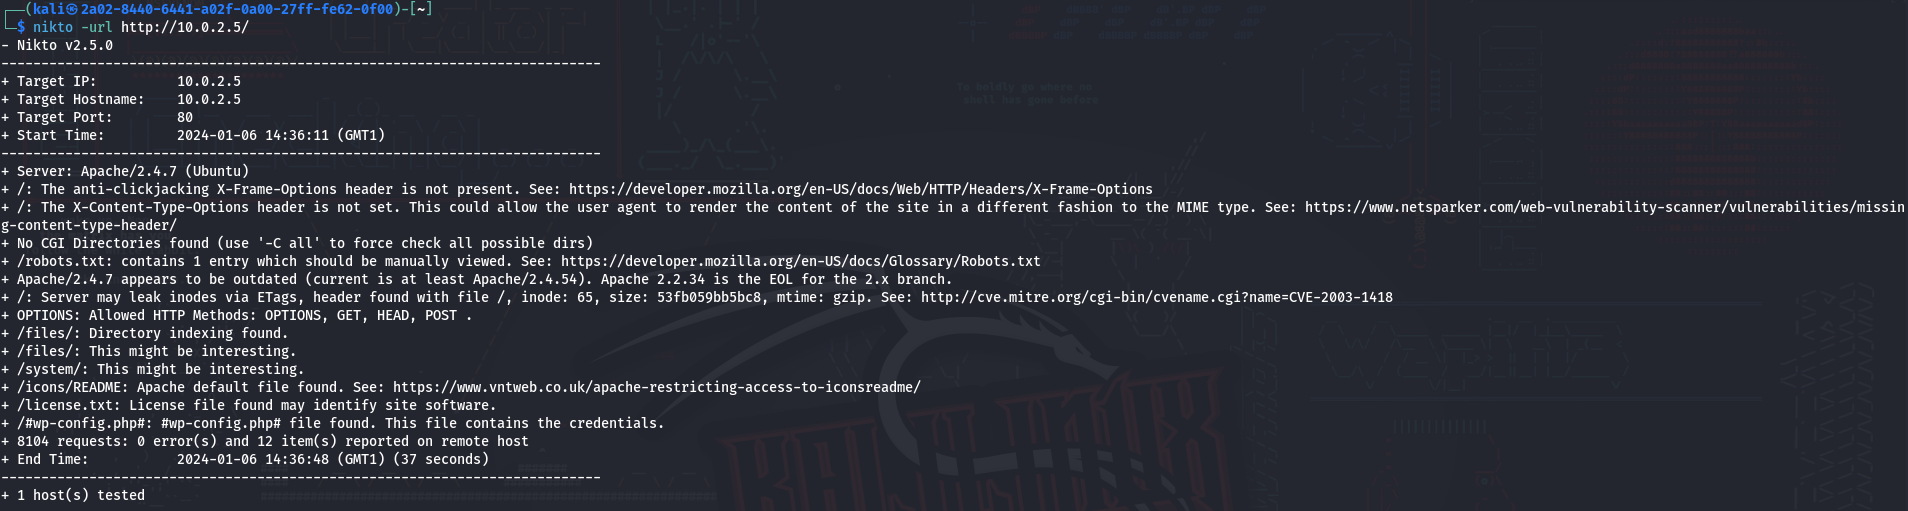 ┌──(kali㉿2a02-8440-6441-a02f-0a00-27ff-fe62-0f00)-[~]
└─$ nikto -url http://10.0.2.5/
- Nikto v2.5.0
---------------------------------------------------------------------------
+ Target IP:          10.0.2.5
+ Target Hostname:    10.0.2.5
+ Target Port:        80
+ Start Time:         2024-01-06 14:36:11 (GMT1)
---------------------------------------------------------------------------
+ Server: Apache/2.4.7 (Ubuntu)
+ /: The anti-clickjacking X-Frame-Options header is not present. See: https://developer.mozilla.org/en-US/docs/Web/HTTP/Headers/X-Frame-Options
+ /: The X-Content-Type-Options header is not set. This could allow the user agent to render the content of the site in a different fashion to the MIME type. See: https://www.netsparker.com/web-vulnerability-scanner/vulnerabilities/missin
g-content-type-header/
+ No CGI Directories found (use '-C all' to force check all possible dirs)
+ /robots.txt: contains 1 entry which should be manually viewed. See: https://developer.mozilla.org/en-US/docs/Glossary/Robots.txt
+ Apache/2.4.7 appears to be outdated (current is at least Apache/2.4.54). Apache 2.2.34 is the EOL for the 2.x branch.
+ /: Server may leak inodes via ETags, header found with file /, inode: 65, size: 53fb059bb5bc8, mtime: gzip. See: http://cve.mitre.org/cgi-bin/cvename.cgi?name=CVE-2003-1418
+ OPTIONS: Allowed HTTP Methods: OPTIONS, GET, HEAD, POST .
+ /files/: Directory indexing found.
+ /files/: This might be interesting.
+ /system/: This might be interesting.
+ /icons/README: Apache default file found. See: https://www.vntweb.co.uk/apache-restricting-access-to-iconsreadme/
+ /license.txt: License file found may identify site software.
+ /#wp-config.php#: #wp-config.php# file found. This file contains the credentials.
+ 8104 requests: 0 error(s) and 12 item(s) reported on remote host
+ End Time:           2024-01-06 14:36:48 (GMT1) (37 seconds)
---------------------------------------------------------------------------
+ 1 host(s) tested
To boldly go where no
shell has gone before
KALI LINUX